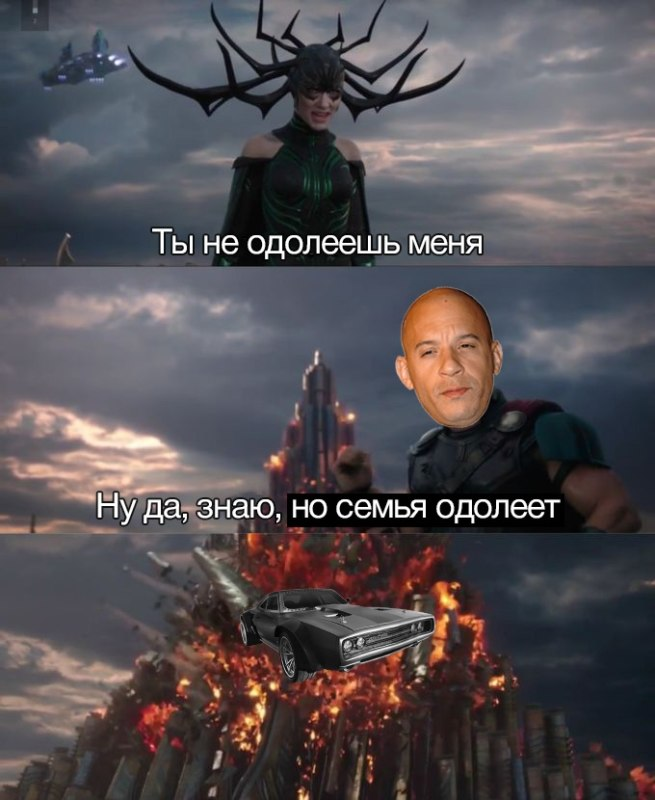 Ты не одолеешь меня
Ну да, знаю, но семья одолеет